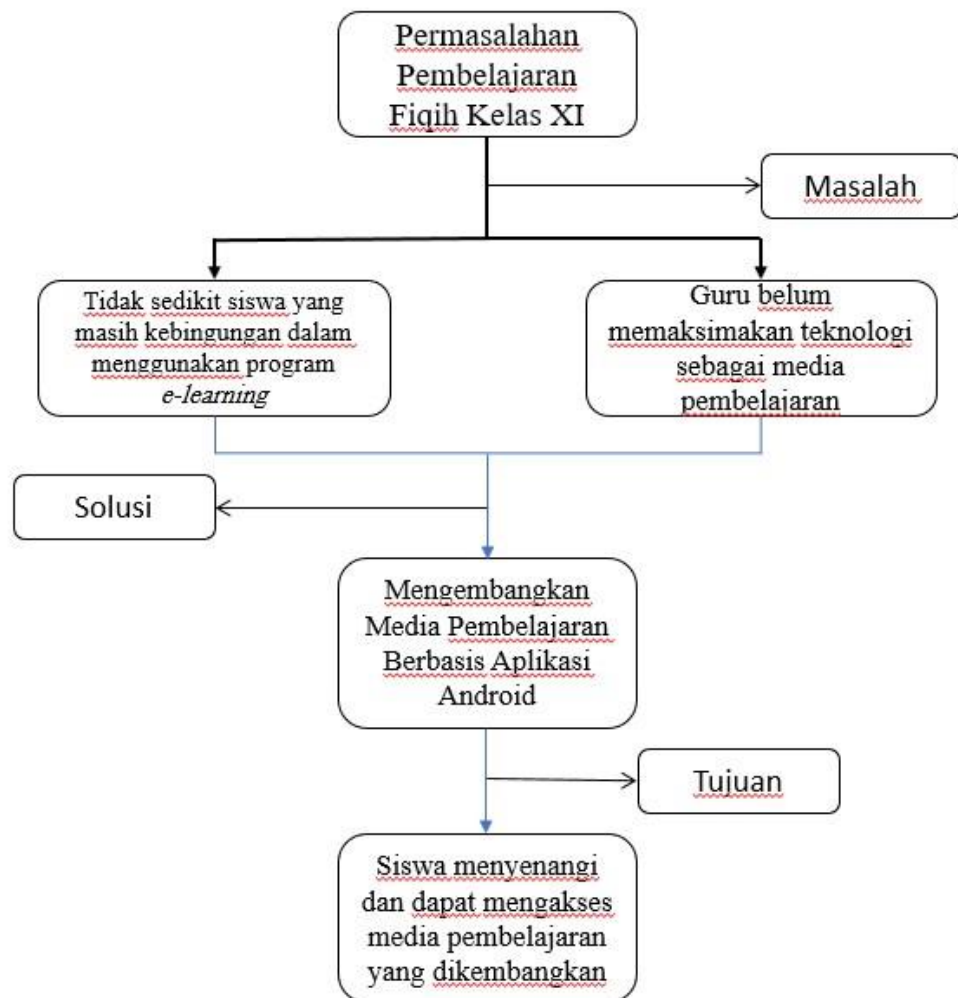 Permasalahan
Pembelajaran
Fiqih Kelas XI
Masalah
Tidak sedikit siswa yang
masih kebingungan dalam
menggunakan program
e-learning
Guru belum
memaksimakan teknologi
sebagai media
pembelajaran
Solusi
Mengembangkan
Media Pembelajaran
Berbasis Aplikasi
Android
Tujuan
Siswa menyenangi
dan dapat mengakses
media pembelajaran
yang dikembangkan